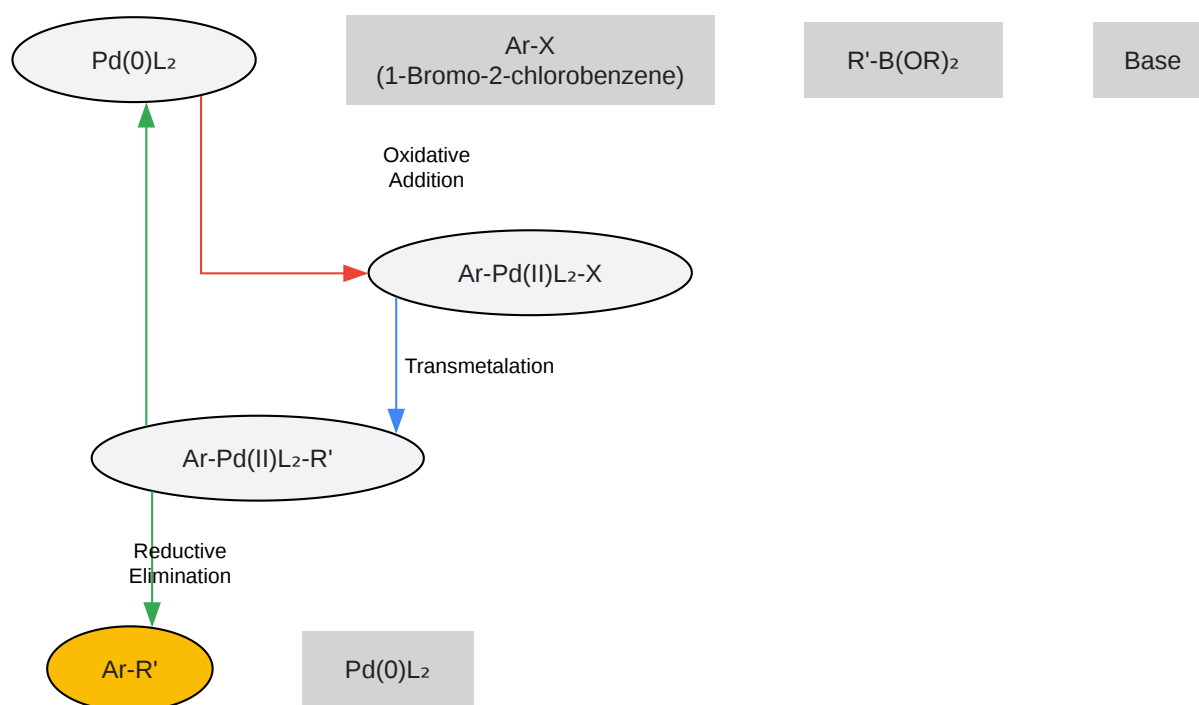 Pd(0)L₂
Ar-X
(1-Bromo-2-chlorobenzene)
R'-B(OR)₂
Base
Oxidative
Addition
Ar-Pd(II)L₂-X
Transmetalation
Ar-Pd(II)L₂-R'
Reductive
Elimination
Ar-R'
Pd(0)L₂